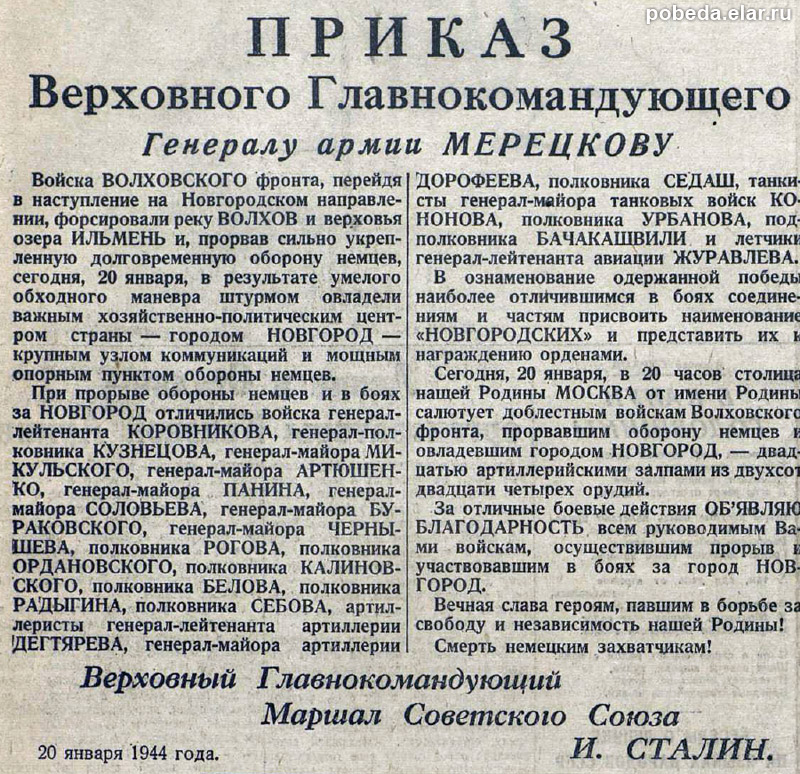 pobeda.elar.ru
ПРИКАЗ
Верховного Главнокомандующего
Генералу армии МЕРЕЦКОВУ
Войска ВОЛХОВСКОГО фронта, перейдя
в наступление на Новгородском направле-
нии, форсировали реку ВОЛХОВ и верховья
озера ИЛЬМЕНЬ и, прорвав сильно укреп-
ленную долговременную оборону немцев,
сегодня, 20 января, в результате умелого
обходного маневра штурмом овладели
важным хозяйственно-политическим цент-
ром страны — городом НОВГОРОД —
крупным узлом коммуникаций и мощным
опорным пунктом обороны немцев.
При прорыве обороны немцев и в боях
за НОВГОРОД отличились войска генерал-
лейтенанта КОРОВНИКОВА, генерал-пол-
ковника КУЗНЕЦОВА, генерал-майора МИ-
КУЛЬСКОГО, генерал-майора АРТЮШЕН-
КО, генерал-майора ПАНИНА, генерал-
майора СОЛОВЬЕВА, генерал-майора БУ-
РАКОВСКОГО, генерал-майора ЧЕРНЫ-
ШЕВА, полковника РОГОВА, полковника
ОРДАНОВСКОГО, полковника КАЛИНОВ-
СКОГО, полковника БЕЛОВА, полковника
РАДЫГИНА, полковника СЕБОВА, артил-
леристы генерал-лейтенанта артиллерии
ДЕГТЯРЕВА, генерал-майора артиллерии
ДОРОФЕЕВА, полковника СЕДАШ, танки-
сты генерал-майора танковых войск КО-
НОНОВА, полковника УРБАНОВА, под-
полковника БАЧАКАШВИЛИ и летчики
генерал-лейтенанта авиации ЖУРАВЛЕВА.
В ознаменование одержанной победы
наиболее отличившимся в боях соедине-
ниям и частям присвоить наименование
«НОВГОРОДСКИХ» и представить их к
награждению орденами.
Сегодня, 20 января, в 20 часов столица
нашей Родины МОСКВА от имени Родины
салютует доблестным войскам Волховского
фронта, прорвавшим оборону немцев и
овладевшим городом НОВГОРОД, — двад-
цатью артиллерийскими залпами из двухсот
двадцати четырех орудий.
За отличные боевые действия ОБ'ЯВЛЯЮ
БЛАГОДАРНОСТЬ всем руководимым Ва-
ми войскам, осуществившим прорыв и
участвовавшим в боях за город НОВ-
ГОРОД.
Вечная слава героям, павшим в борьбе за
свободу и независимость нашей Родины!
Смерть немецким захватчикам!
Верховный Главнокомандующий
Маршал Советского Союза
И. СТАЛИН.
20 января 1944 года.